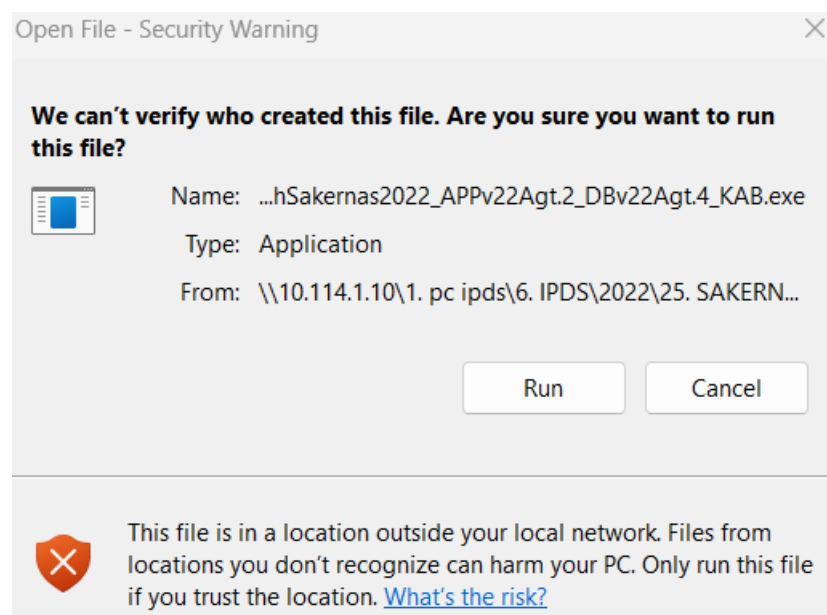 Open File - Security Warning
We can't verify who created this file. Are you sure you want to run
this file?
Name: ...hSakernas2022_APPv22Agt.2_DBv22Agt.4_KAB.exe
Type: Application
From: \\10.114.1.10\1. pc ipds\6. IPDS\2022\25. SAKERN...
Run Cancel
This file is in a location outside your local network. Files from
locations you don't recognize can harm your PC. Only run this file
if you trust the location. What's the risk?